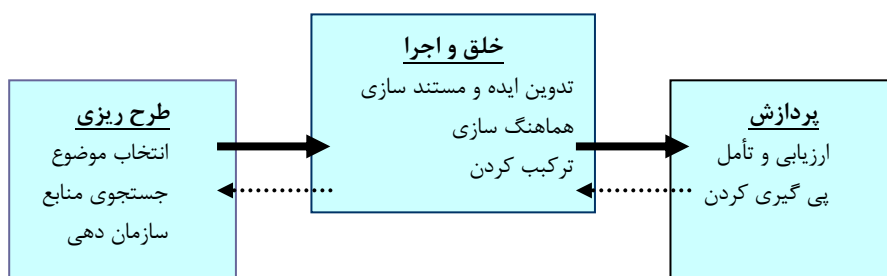 طرح ریزی
انتخاب موضوع
جستجوی منابع
سازمان دهی
خلق و اجرا
تدوین ایده و مستند سازی
هماهنگ سازی
ترکبب کردن
پردازش
ارزیابی و تأمل
پی گیری کردن